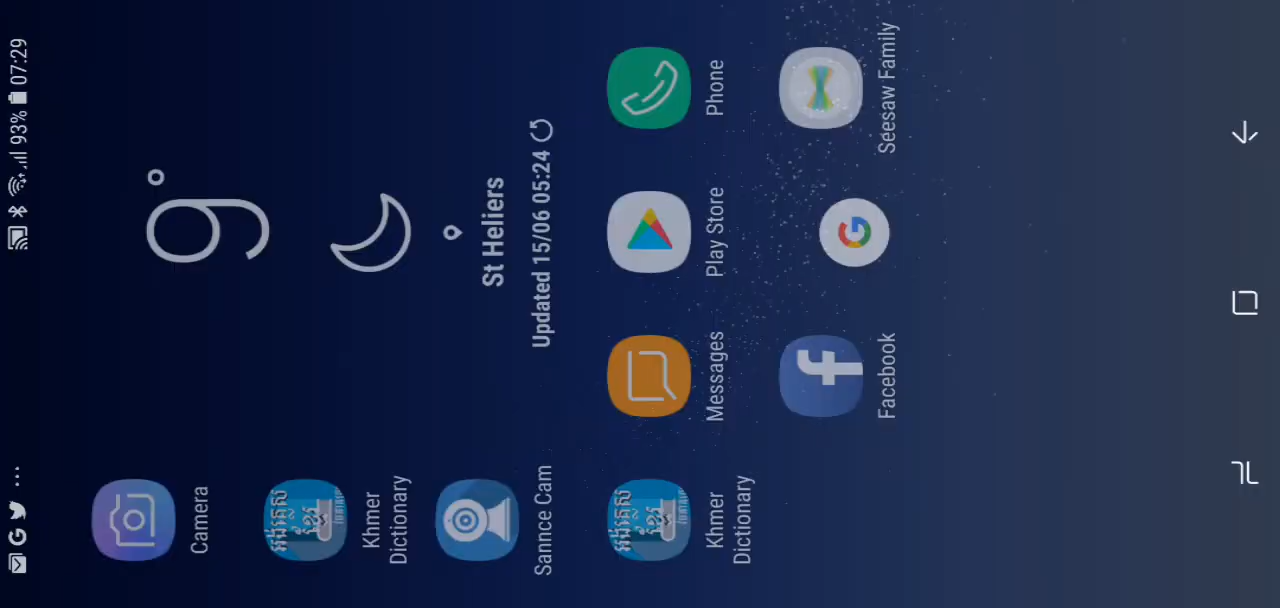 93% 07:29
9°
St Heliers
Updated 15/06 05:24
Camera
Khmer
Dictionary
Sannce Cam
Khmer
Dictionary
Messages
Play Store
Phone
Facebook
Seesaw Family